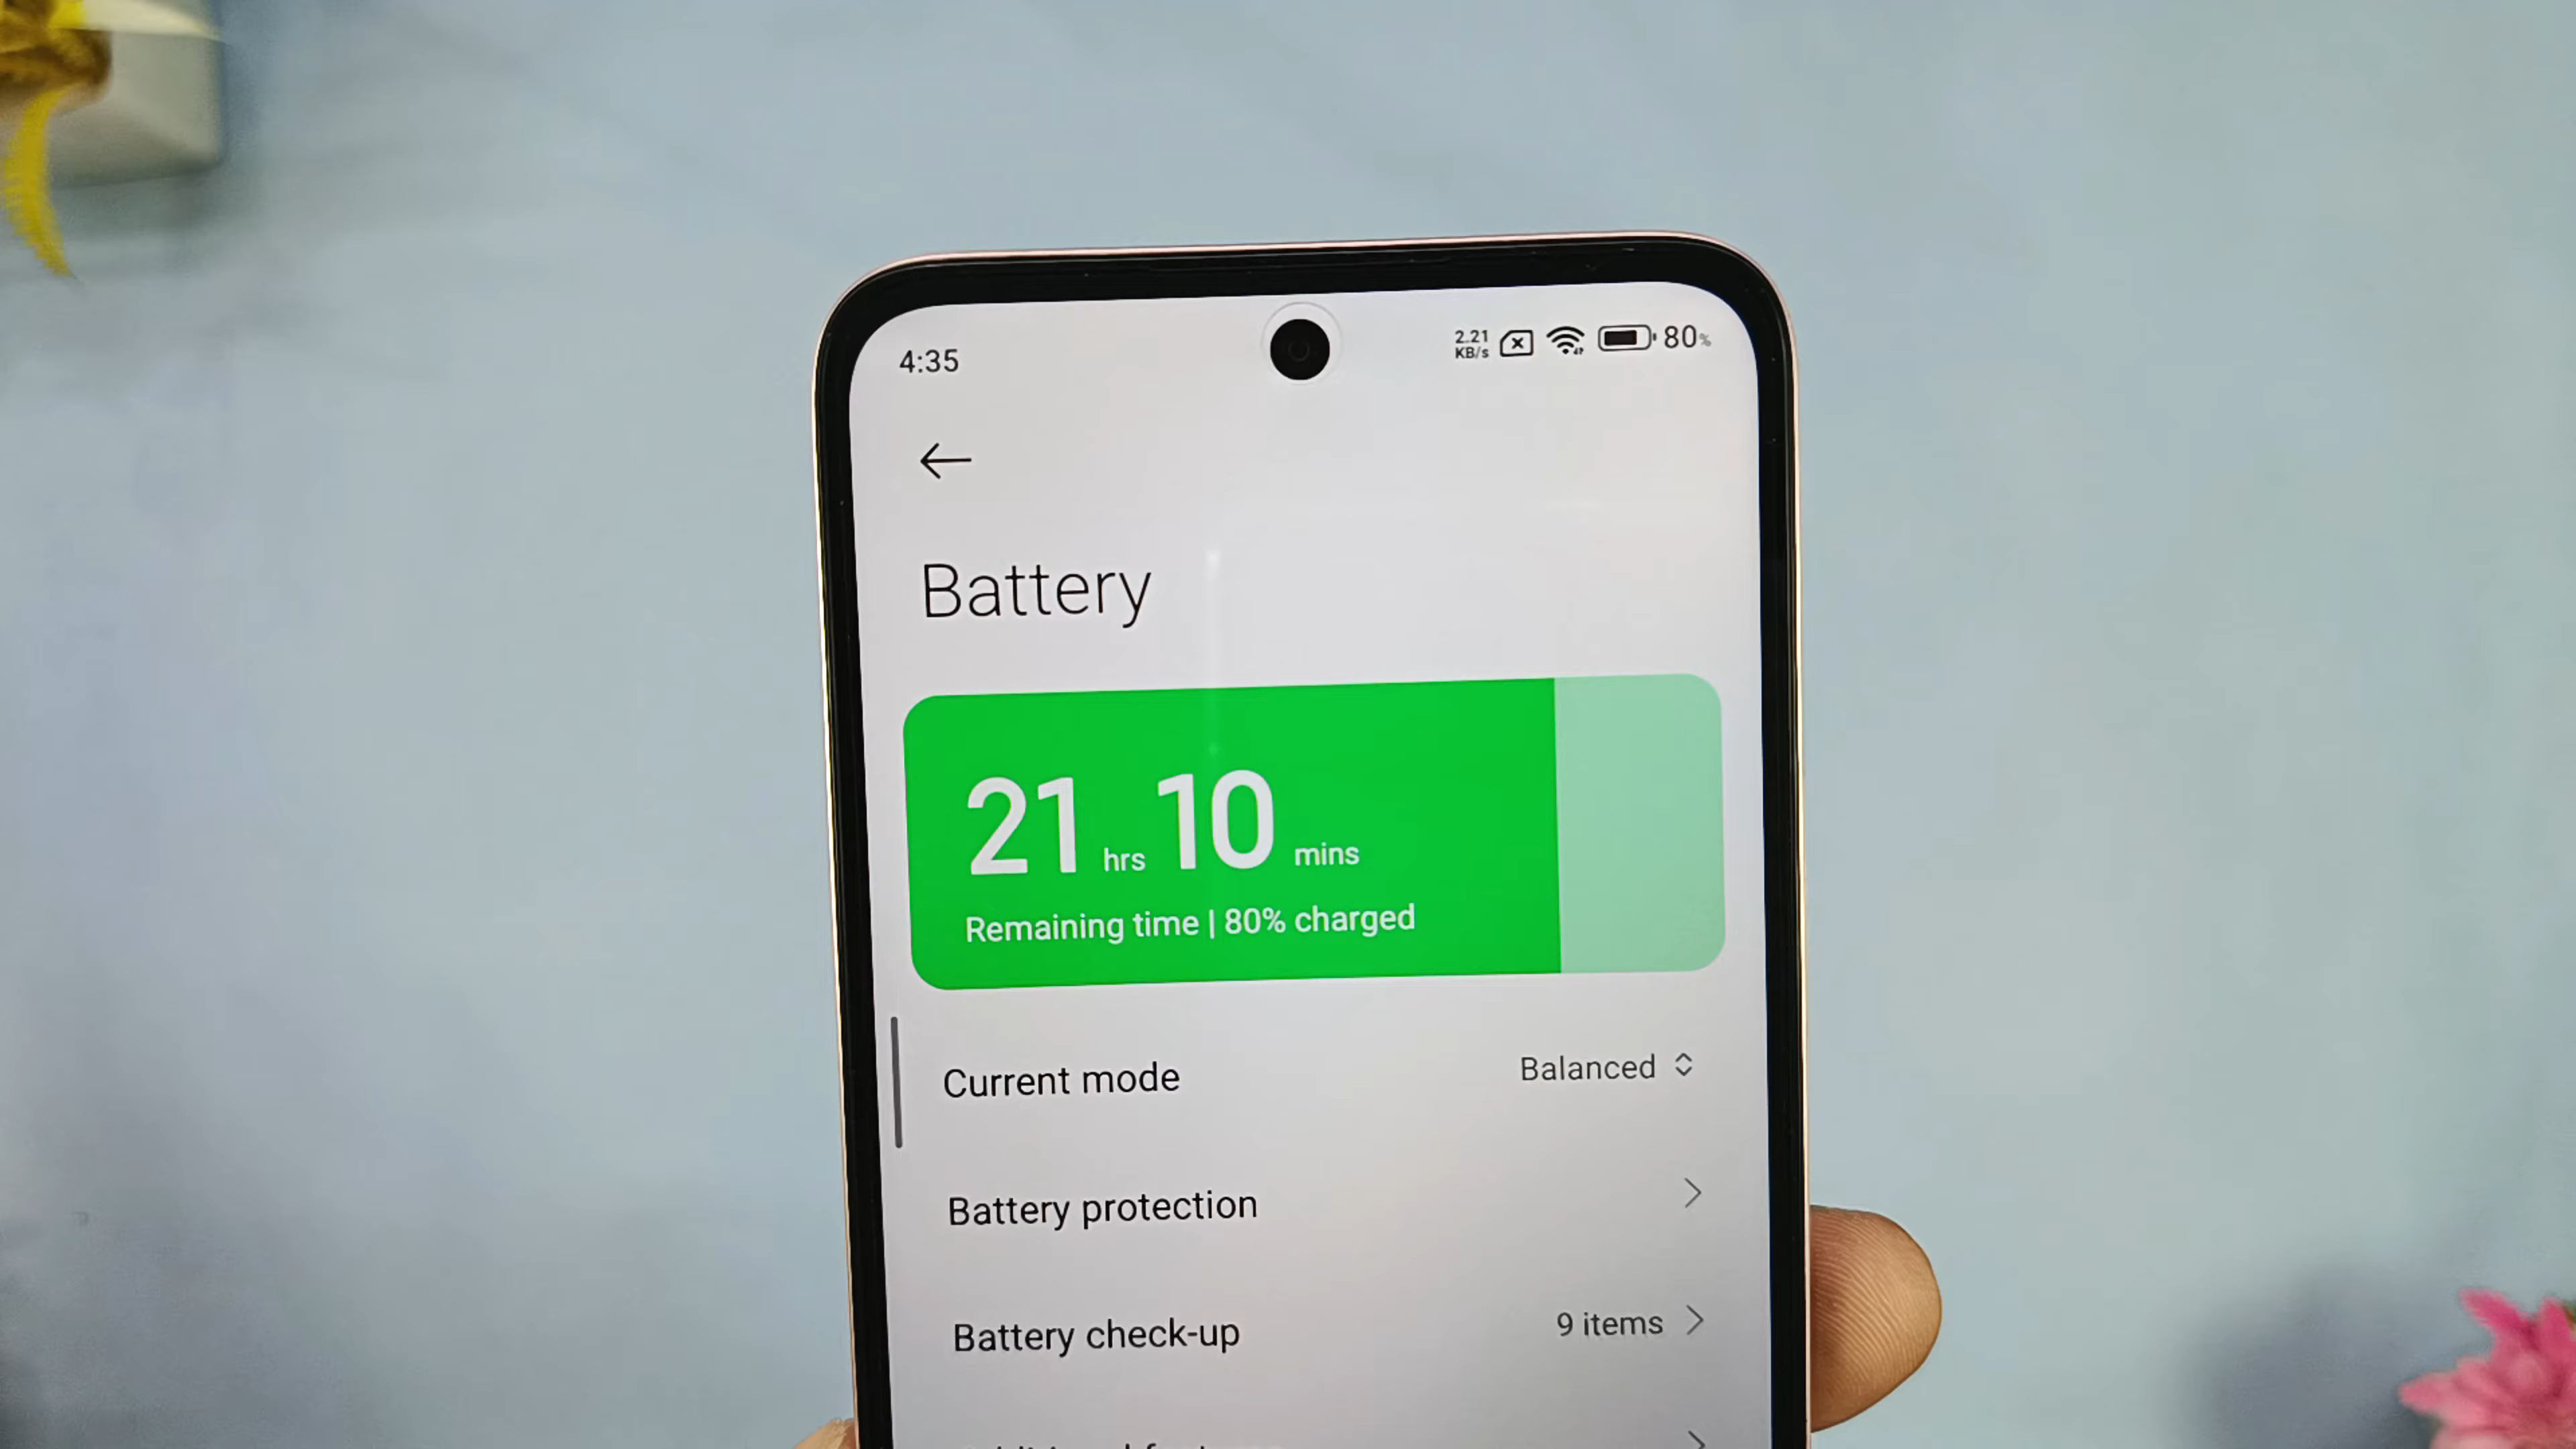 4:35
2.21
KB/s
80%
Battery
21 hrs 10 mins
Remaining time | 80% charged
Current mode
Balanced
Battery protection
Battery check-up
9 items